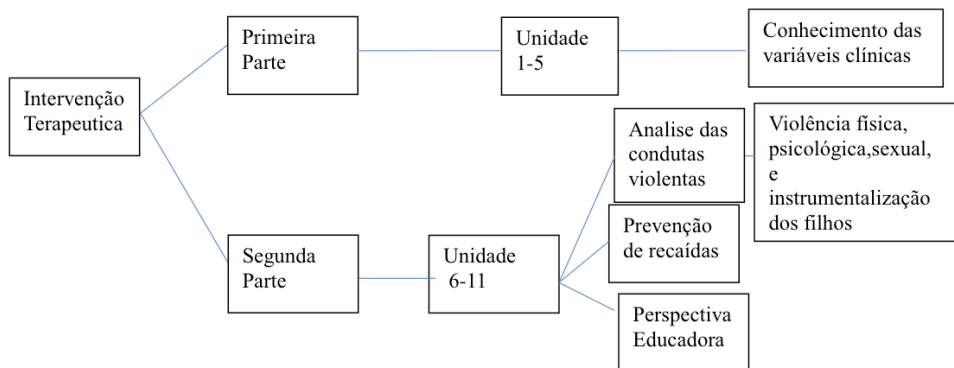 Intervenção
Terapeutica
Primeira
Parte
Unidade
1-5
Conhecimento das
variáveis clínicas
Segunda
Parte
Unidade
6-11
Analise das
condutas
violentas
Violência física,
psicológica,sexual,
e
instrumentalização
dos filhos
Prevenção
de recaídas
Perspectiva
Educadora